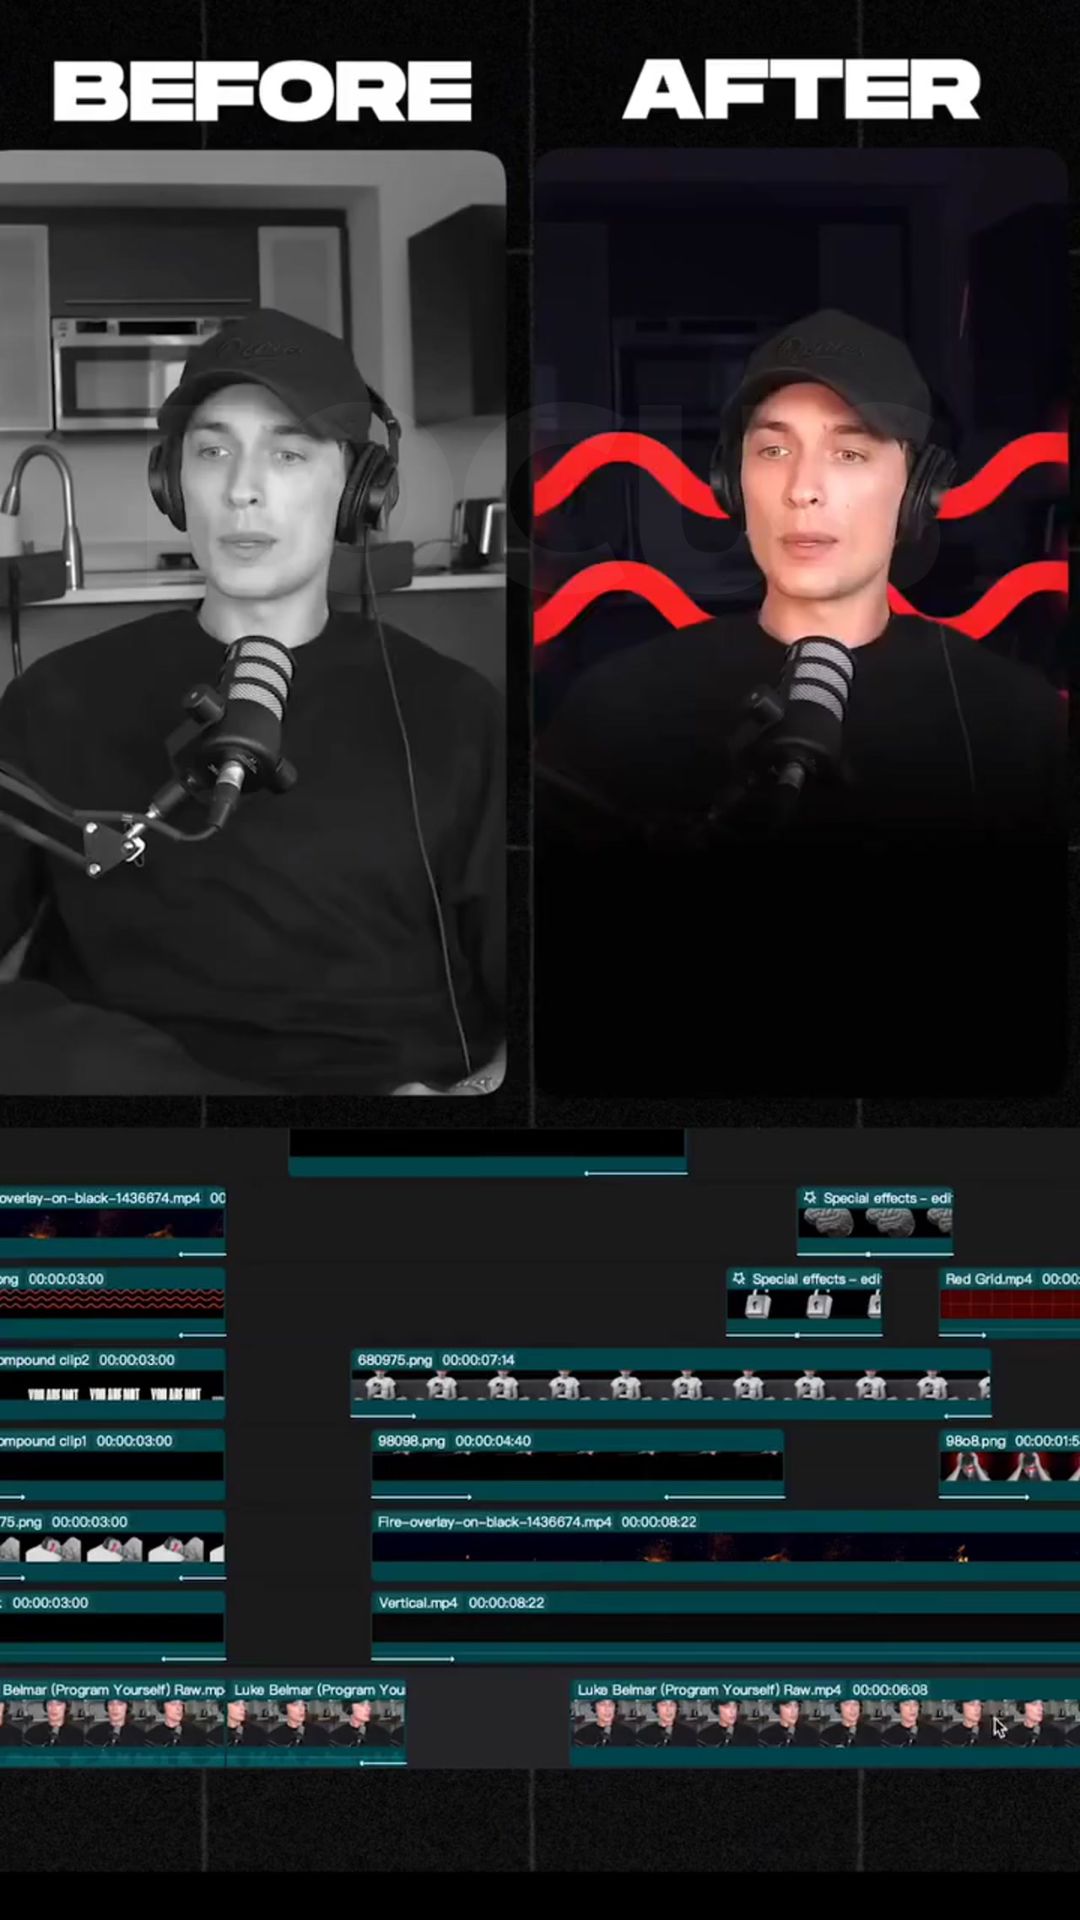 BEFORE
AFTER
FOCUS
overlay-on-black-1436674.mp4 00
Special effects – edi
png 00:00:03:00
Special effects – edi
Red Grid.mp4 00:00:
ompound clip2 00:00:03:00
YOU ARE NOT YOU ARE NOT YOU ARE NOT
680975.png 00:00:07:14
ompound clip1 00:00:03:00
98098.png 00:00:04:40
98o8.png 00:00:01:5
75.png 00:00:03:00
Fire-overlay-on-black-1436674.mp4 00:00:08:22
00:00:03:00
Vertical.mp4 00:00:08:22
Belmar (Program Yourself) Raw.mp
Luke Belmar (Program You
Luke Belmar (Program Yourself) Raw.mp4 00:00:06:08